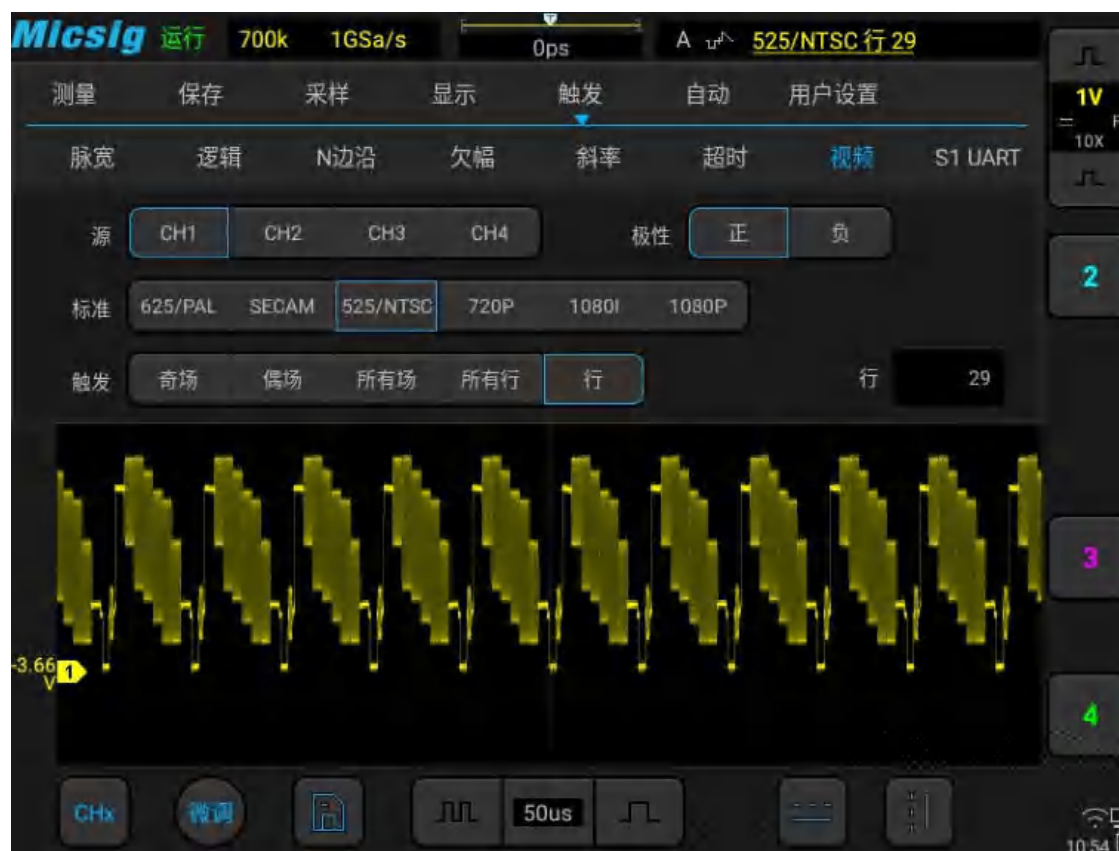 Micsig 运行 700k 1GSa/s 0ps A 525/NTSC 行 29
T
测量 保存 采样 显示 触发 自动 用户设置
1V
10X
脉宽 逻辑 N边沿 欠幅 斜率 超时 视频 S1 UART
源 CH1 CH2 CH3 CH4 极性 正 负
2
标准 625/PAL SECAM 525/NTSC 720P 1080I 1080P
触发 奇场 偶场 所有场 所有行 行 行 29
3
-3.66
V
1
4
CHx 微调 50us
10:54